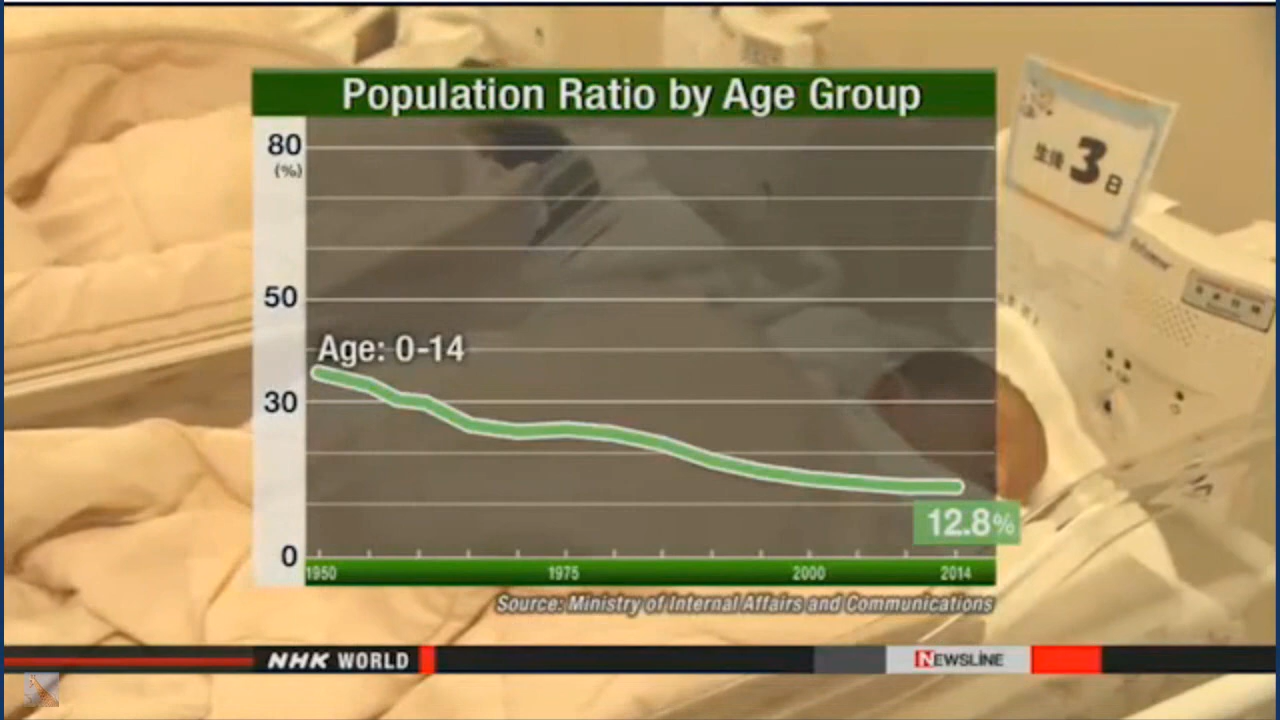 Population Ratio by Age Group
80
(%)
50
30
0
Age: 0-14
12.8%
1950 1975 2000 2014
Source: Ministry of Internal Affairs and Communications
生後3日
NHK WORLD
NEWSLINE